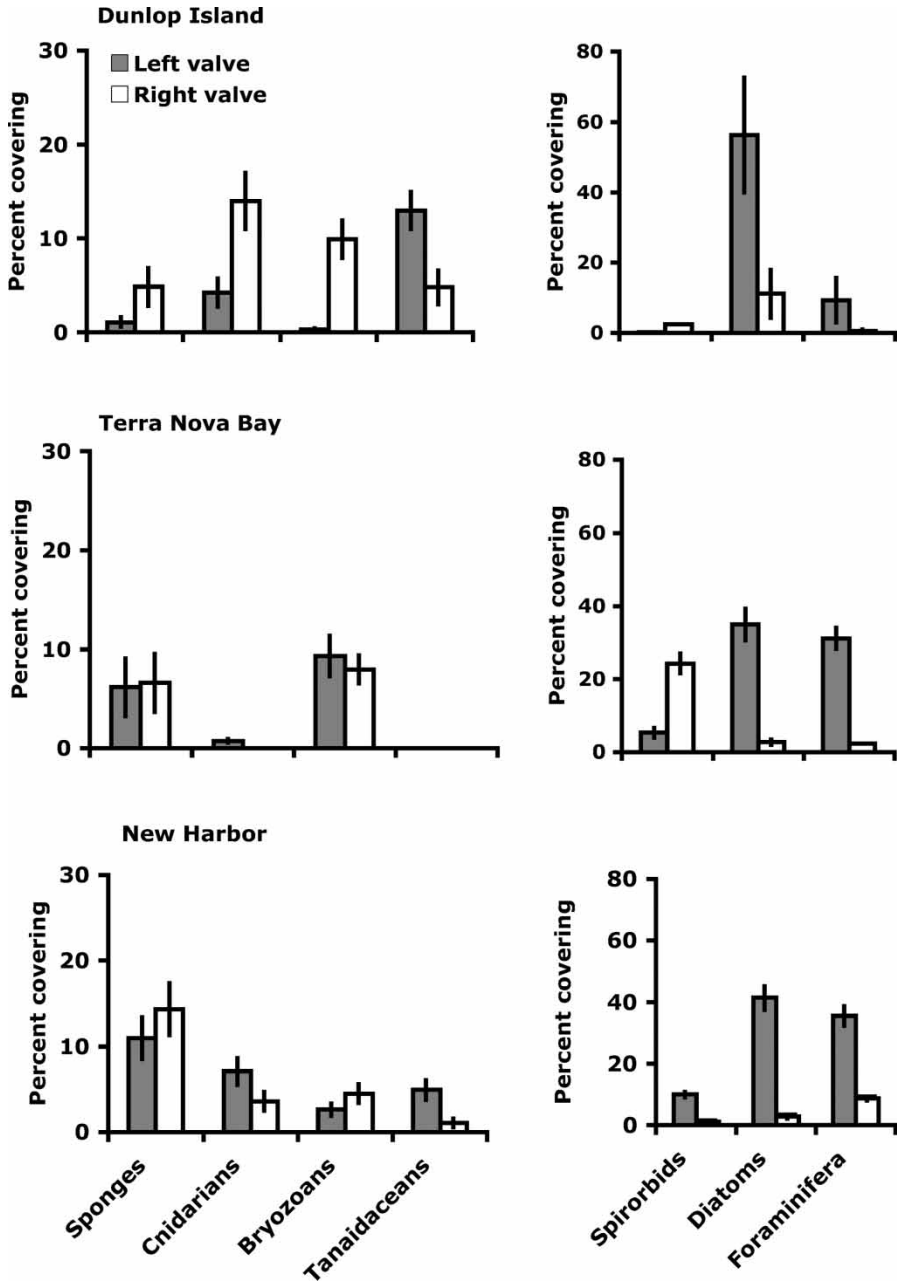 Dunlop Island
Left valve
Right valve
Percent covering
30
20
10
0
Percent covering
80
60
40
20
0
Terra Nova Bay
Percent covering
30
20
10
0
Percent covering
80
60
40
20
0
New Harbor
Percent covering
30
20
10
0
Sponges
Cnidarians
Bryozoans
Tanaidaceans
Percent covering
80
60
40
20
0
Spirorbids
Diatoms
Foraminifera